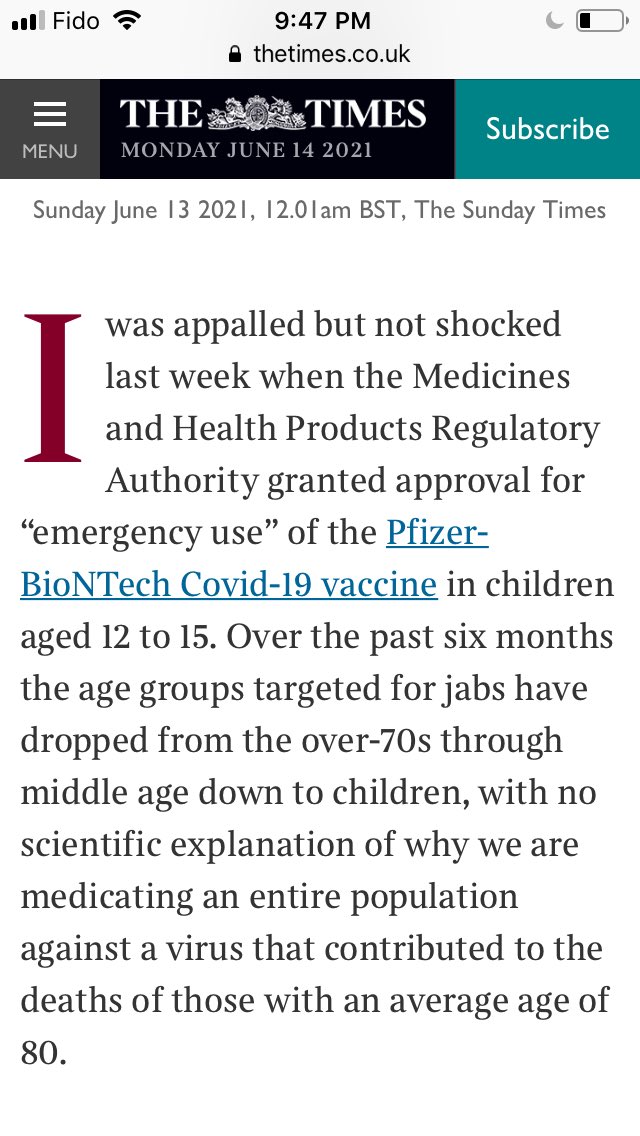 Fido 9:47 PM
thetimes.co.uk
MENU
THE TIMES
MONDAY JUNE 14 2021
Subscribe
Sunday June 13 2021, 12.01am BST, The Sunday Times
I was appalled but not shocked
last week when the Medicines
and Health Products Regulatory
Authority granted approval for
“emergency use” of the Pfizer-
BioNTech Covid-19 vaccine in children
aged 12 to 15. Over the past six months
the age groups targeted for jabs have
dropped from the over-70s through
middle age down to children, with no
scientific explanation of why we are
medicating an entire population
against a virus that contributed to the
deaths of those with an average age of
80.